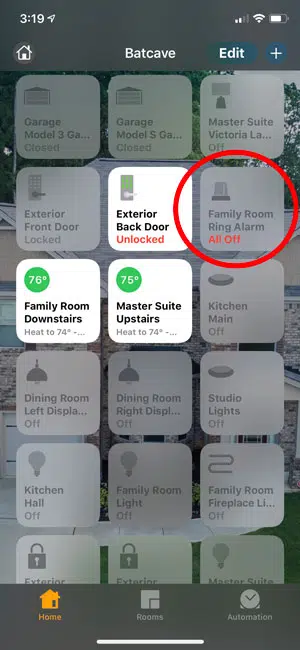 3:19
Batcave
Edit
+
Garage
Model 3 Ga...
Closed
Garage
Model S Ga...
Closed
Master Suite
Victoria La...
Off
Exterior
Front Door
Locked
Exterior
Back Door
Unlocked
Family Room
Ring Alarm
All Off
76°
Family Room
Downstairs
Heat to 74° -...
75°
Master Suite
Upstairs
Heat to 74° -...
Kitchen
Main
Off
Dining Room
Left Displa...
Off
Dining Room
Right Displ...
Off
Studio
Lights
Off
Kitchen
Hall
Off
Family Room
Light
Off
Family Room
Fireplace Li...
Off
Exterior
Exterior
Master Suite
Home
Rooms
Automation